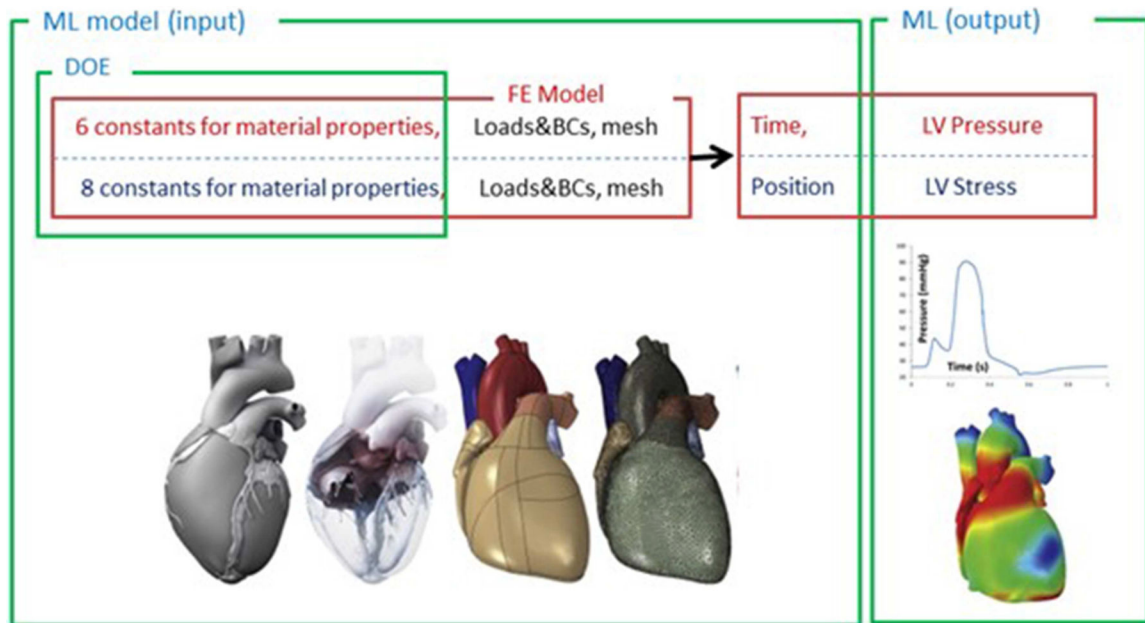 ML model (input)
ML (output)
DOE
FE Model
6 constants for material properties, Loads&BCs, mesh
Time, LV Pressure
8 constants for material properties, Loads&BCs, mesh
Position LV Stress
Pressure (mmHg)
Time (s)